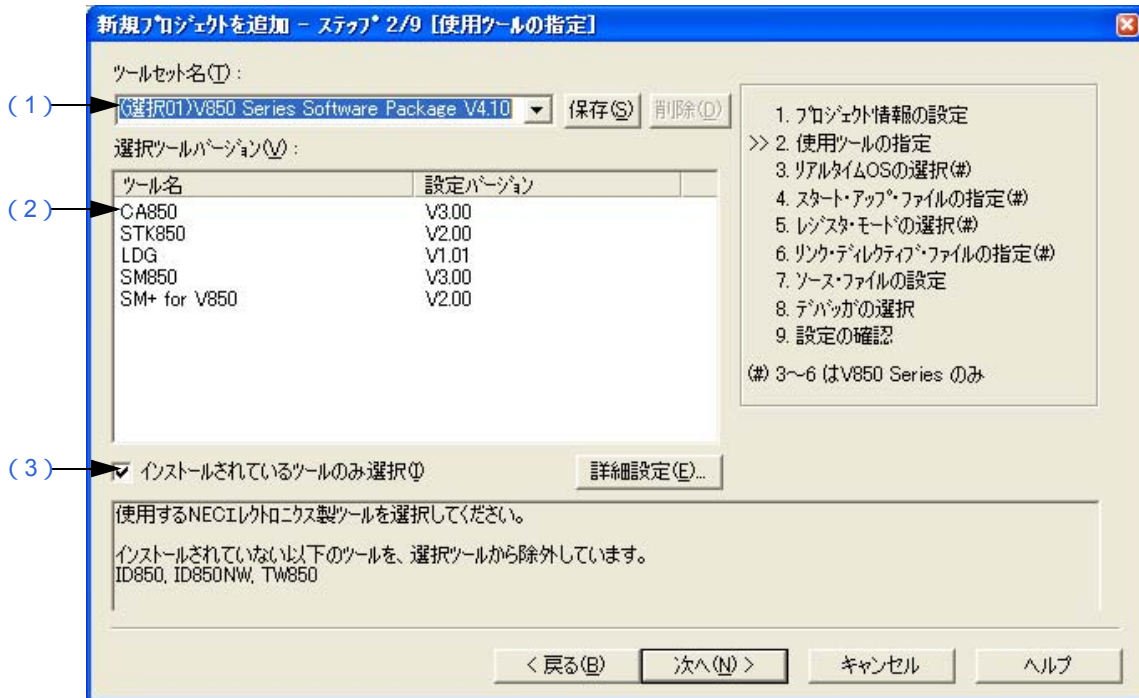 新規プロジェクトを追加 - ステップ 2/9 [使用ツールの指定]
ツールセット名(T) :
(1)
(選択01)V850 Series Software Package V4.10
保存(S)
削除(D)
選択ツールバージョン(V) :
ツール名 設定バージョン
(2)
CA850 V3.00
STK850 V2.00
LDG V1.01
SM850 V3.00
SM+ for V850 V2.00
1. プロジェクト情報の設定
>> 2. 使用ツールの指定
3. リアルタイムOSの選択(#)
4. スタート・アップ・ファイルの指定(#)
5. レジスタ・モードの選択(#)
6. リンク・ディレクティブ・ファイルの指定(#)
7. ソース・ファイルの設定
8. デバッガの選択
9. 設定の確認
(#) 3~6 はV850 Series のみ
(3)
インストールされているツールのみ選択(I)
詳細設定(E)...
使用するNECエレクトロニクス製ツールを選択してください。
インストールされていない以下のツールを、選択ツールから除外しています。
ID850, ID850NW, TW850
< 戻る(B)
次へ(N) >
キャンセル
ヘルプ